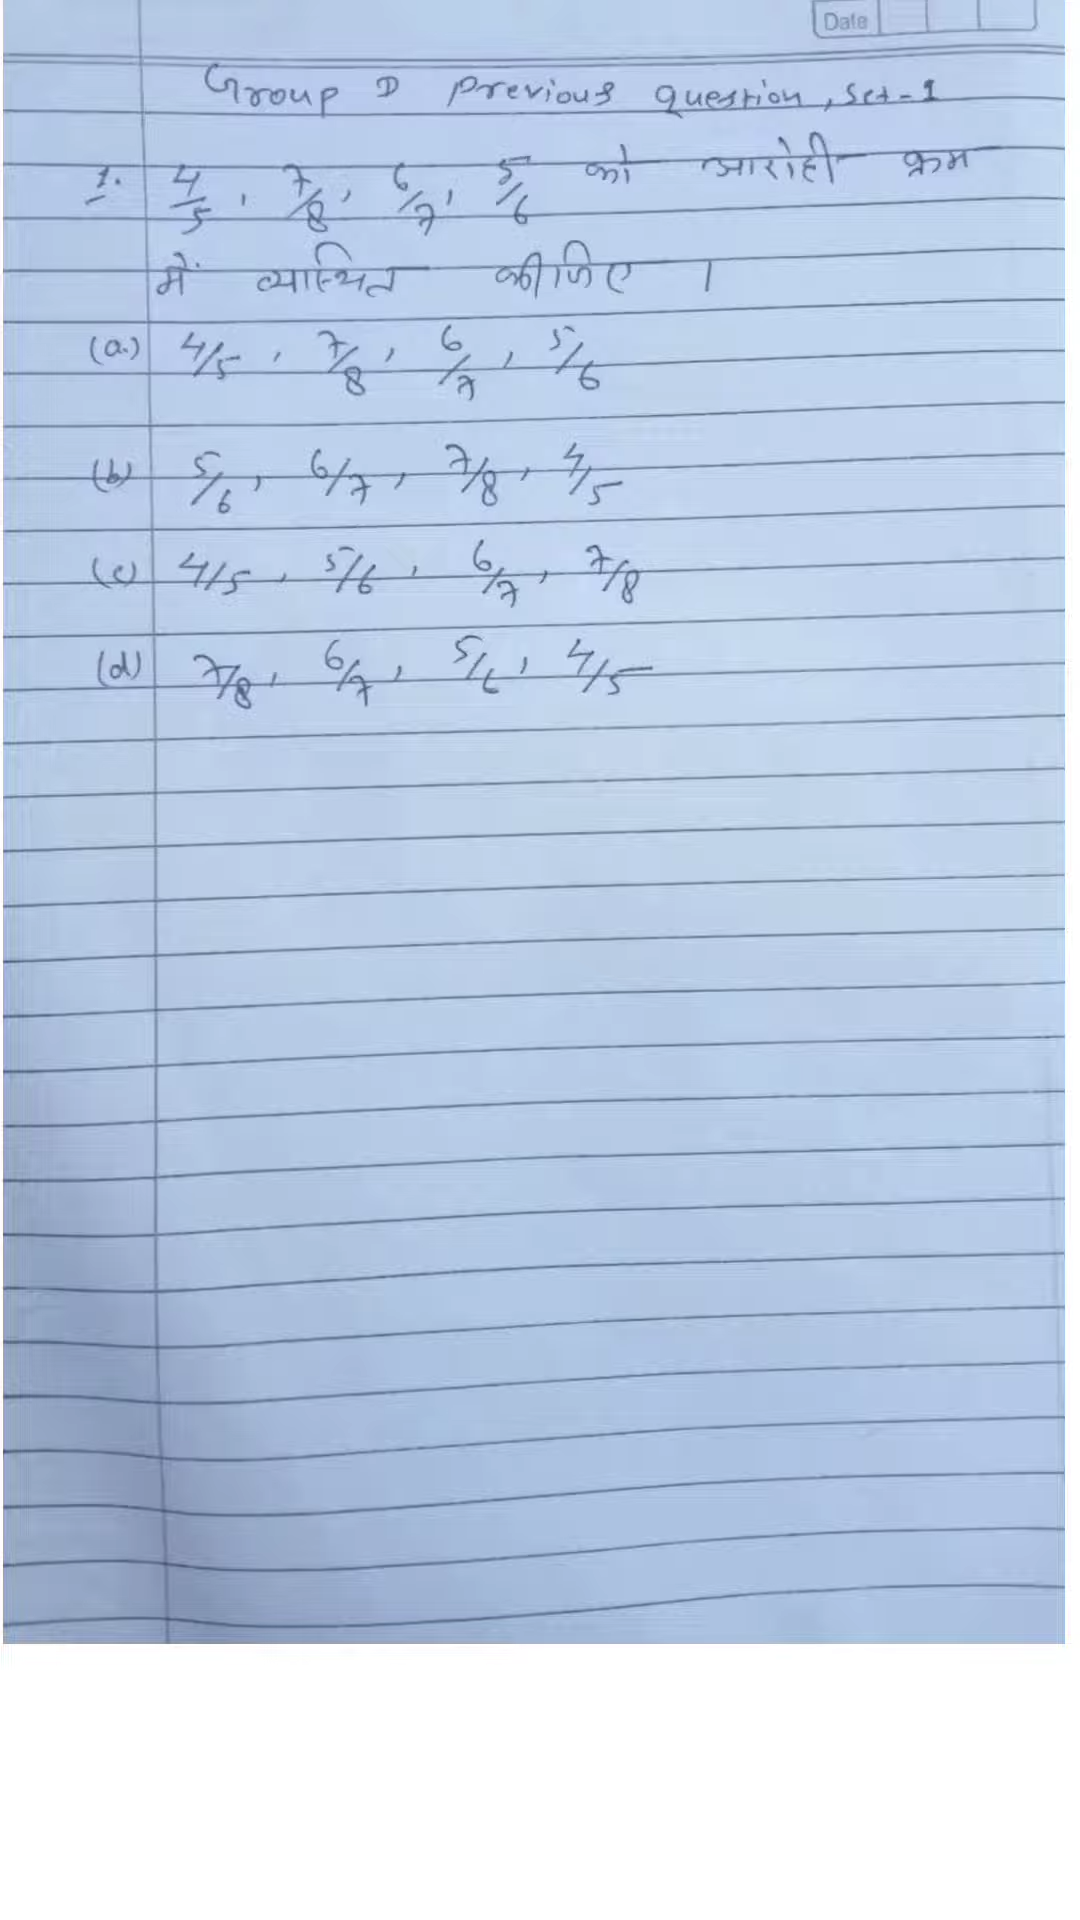 Date
Group D previous question, set-1
1. 4/5, 7/8, 6/7, 5/6 को आरोही क्रम
में व्यास्थित कीजिए ।
(a.) 4/5, 7/8, 6/7, 5/6
(b) 5/6, 6/7, 7/8, 4/5
(c) 4/5, 5/6, 6/7, 7/8
(d) 7/8, 6/7, 5/6, 4/5